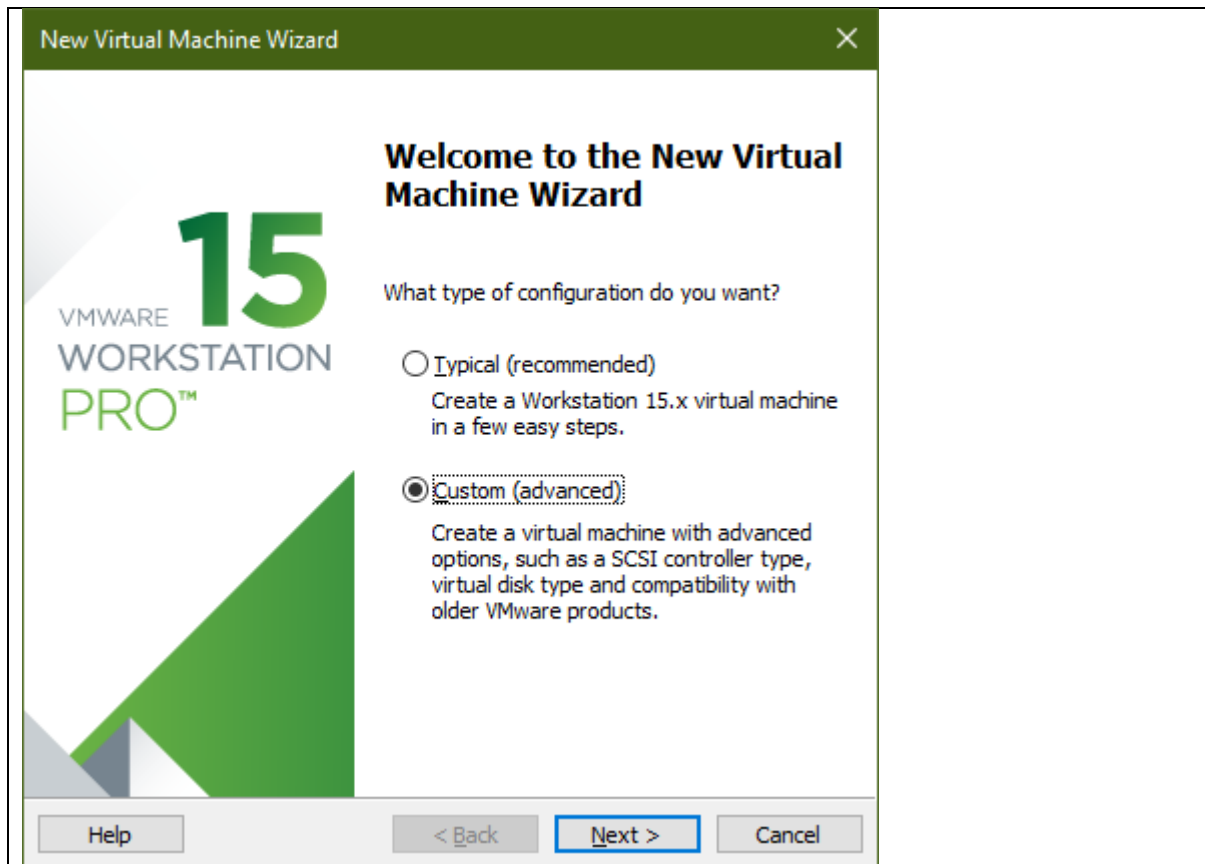 New Virtual Machine Wizard
Welcome to the New Virtual
Machine Wizard
15
VMWARE
WORKSTATION
PRO™
What type of configuration do you want?
Typical (recommended)
Create a Workstation 15.x virtual machine
in a few easy steps.
Custom (advanced)
Create a virtual machine with advanced
options, such as a SCSI controller type,
virtual disk type and compatibility with
older VMware products.
Help
< Back
Next >
Cancel